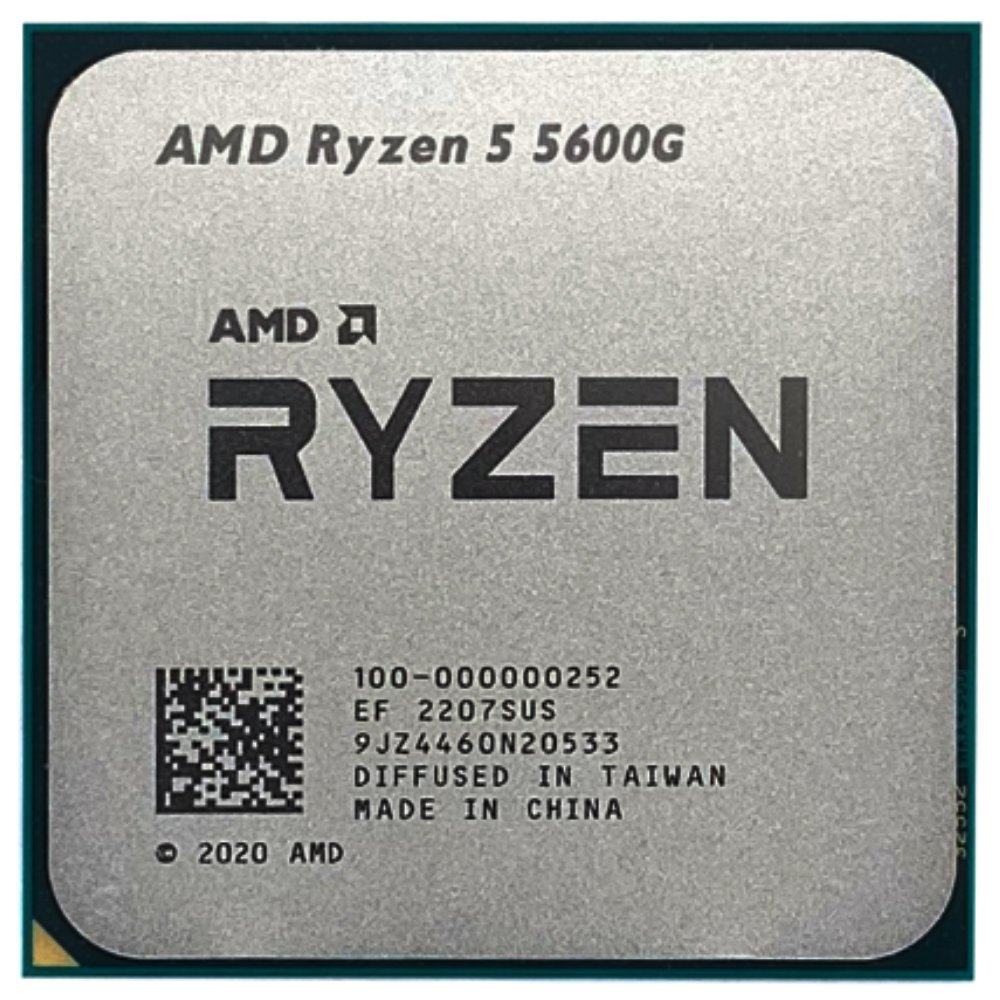 AMD Ryzen 5 5600G
AMD
RYZEN
100-000000252
EF 2207SUS
9JZ4460N20533
DIFFUSED IN TAIWAN
MADE IN CHINA
© 2020 AMD